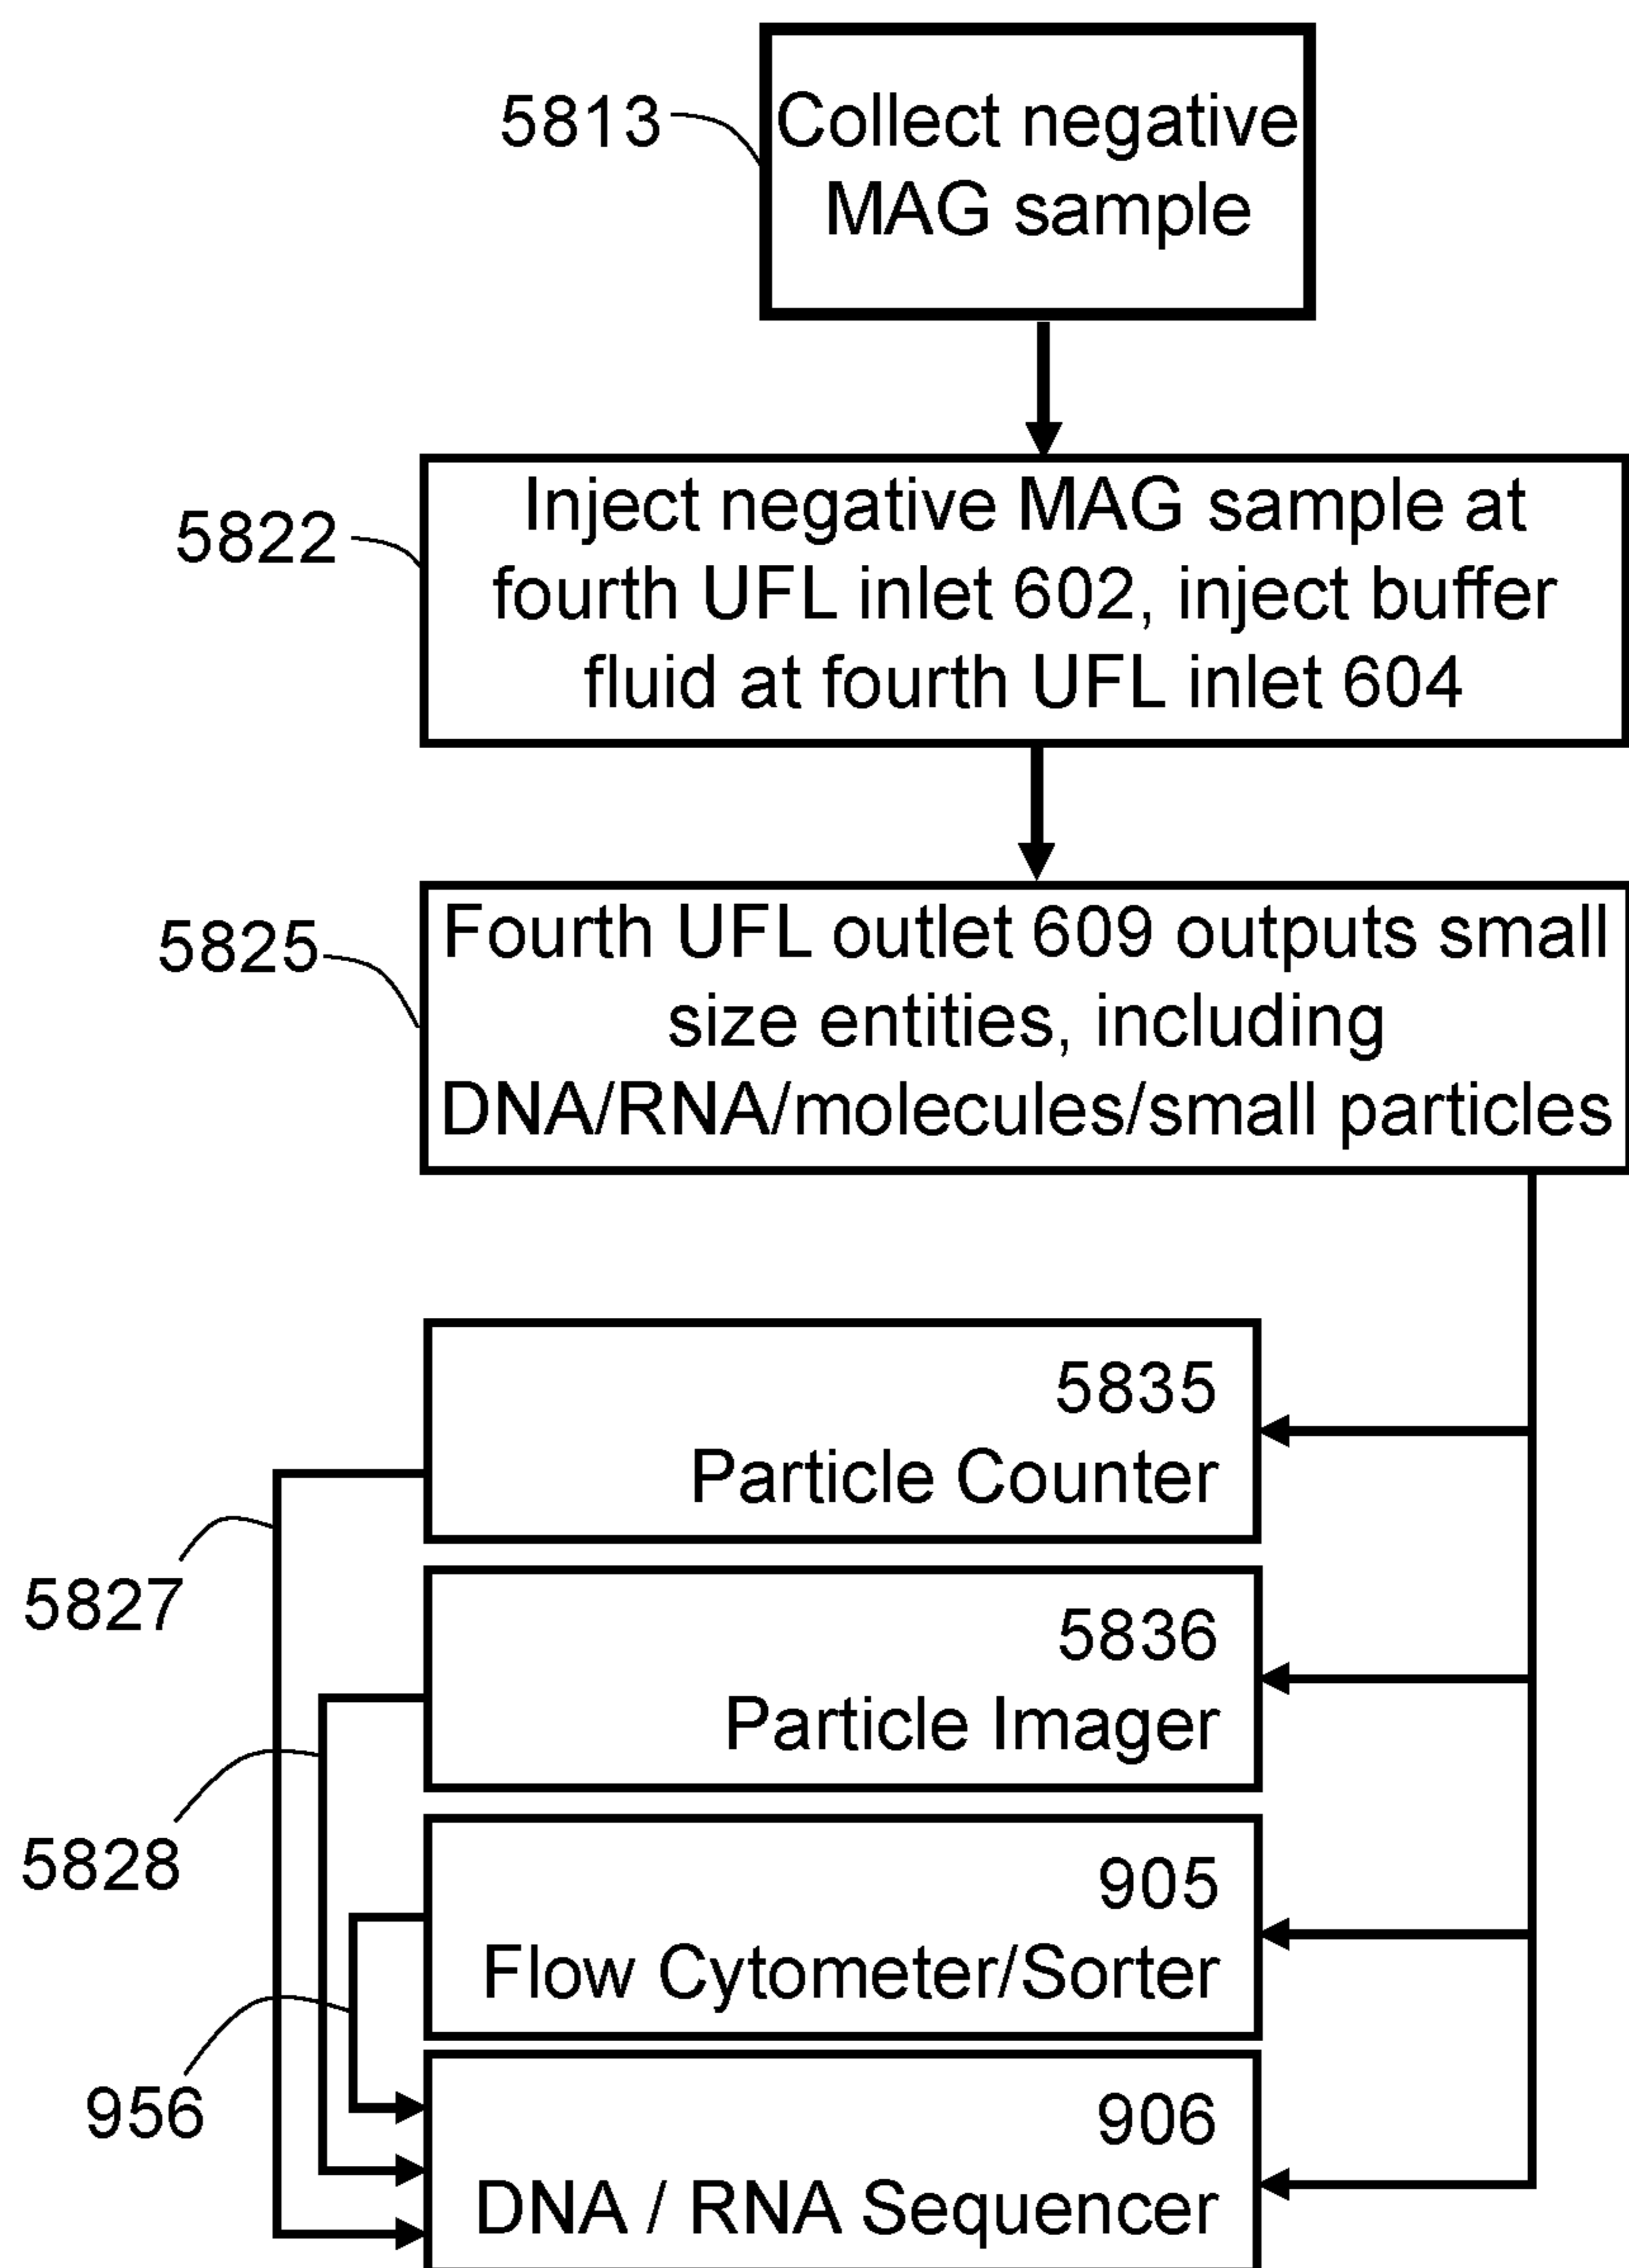 5813
Collect negative
MAG sample
5822
Inject negative MAG sample at
fourth UFL inlet 602, inject buffer
fluid at fourth UFL inlet 604
5825
Fourth UFL outlet 609 outputs small
size entities, including
DNA/RNA/molecules/small particles
5835
Particle Counter
5827
5836
Particle Imager
5828
905
Flow Cytometer/Sorter
956
906
DNA / RNA Sequencer